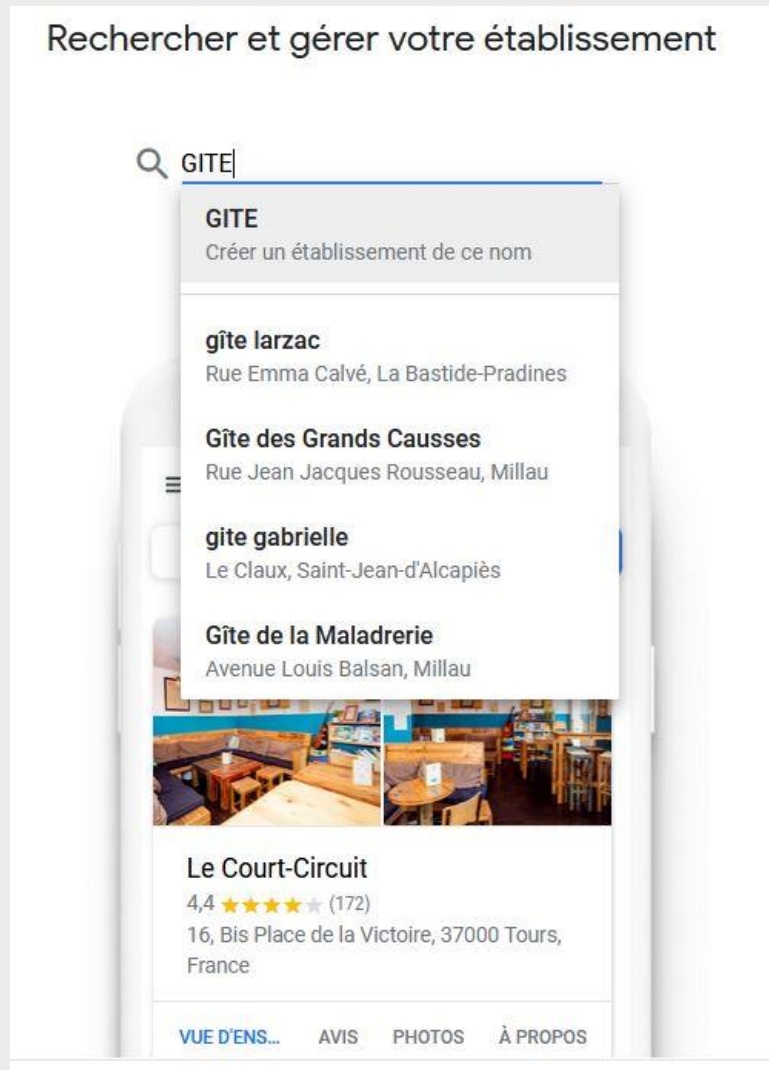 Rechercher et gérer votre établissement
GITE
GITE
Créer un établissement de ce nom
gîte larzac
Rue Emma Calvé, La Bastide-Pradines
Gîte des Grands Causses
Rue Jean Jacques Rousseau, Millau
gite gabrielle
Le Claux, Saint-Jean-d'Alcapiès
Gîte de la Maladrerie
Avenue Louis Balsan, Millau
Le Court-Circuit
4,4 ★★★★★ (172)
16, Bis Place de la Victoire, 37000 Tours,
France
VUE D'ENS... AVIS PHOTOS À PROPOS